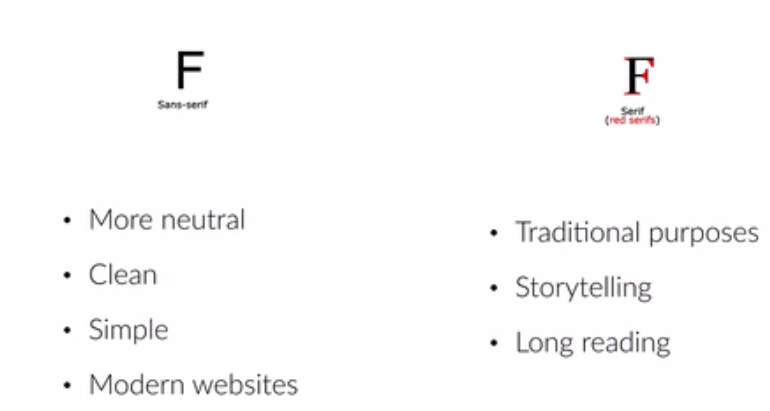 F
Sans-serif
• More neutral
• Clean
• Simple
• Modern websites
F
Serif
(red serifs)
• Traditional purposes
• Storytelling
• Long reading